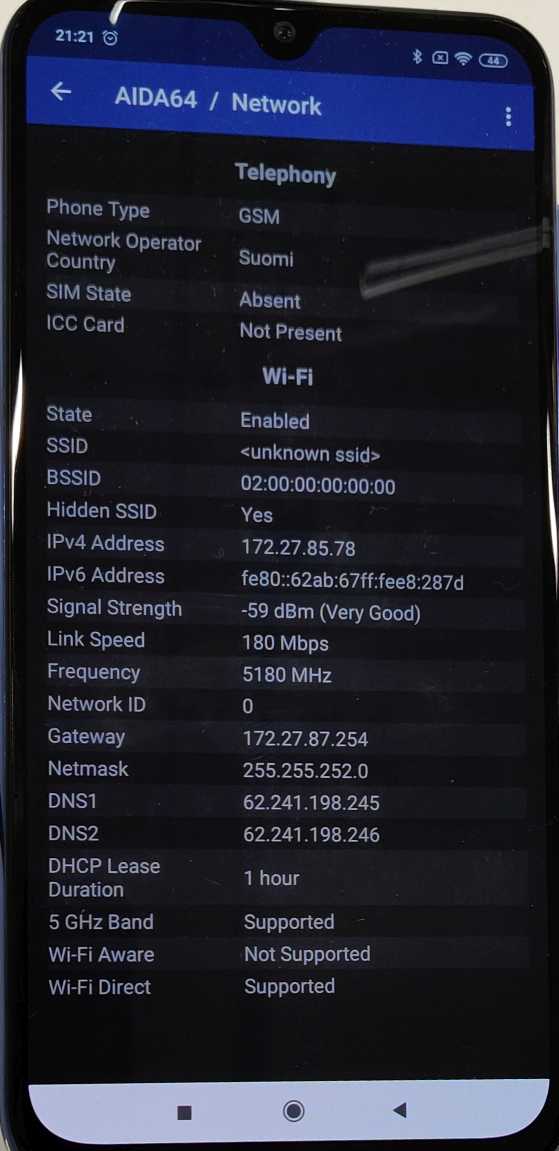 21:21
44
AIDA64 / Network
Telephony
Phone Type GSM
Network Operator
Country Suomi
SIM State Absent
ICC Card Not Present
Wi-Fi
State Enabled
SSID <unknown ssid>
BSSID 02:00:00:00:00:00
Hidden SSID Yes
IPv4 Address 172.27.85.78
IPv6 Address fe80::62ab:67ff:fee8:287d
Signal Strength -59 dBm (Very Good)
Link Speed 180 Mbps
Frequency 5180 MHz
Network ID 0
Gateway 172.27.87.254
Netmask 255.255.252.0
DNS1 62.241.198.245
DNS2 62.241.198.246
DHCP Lease
Duration 1 hour
5 GHz Band Supported
Wi-Fi Aware Not Supported
Wi-Fi Direct Supported